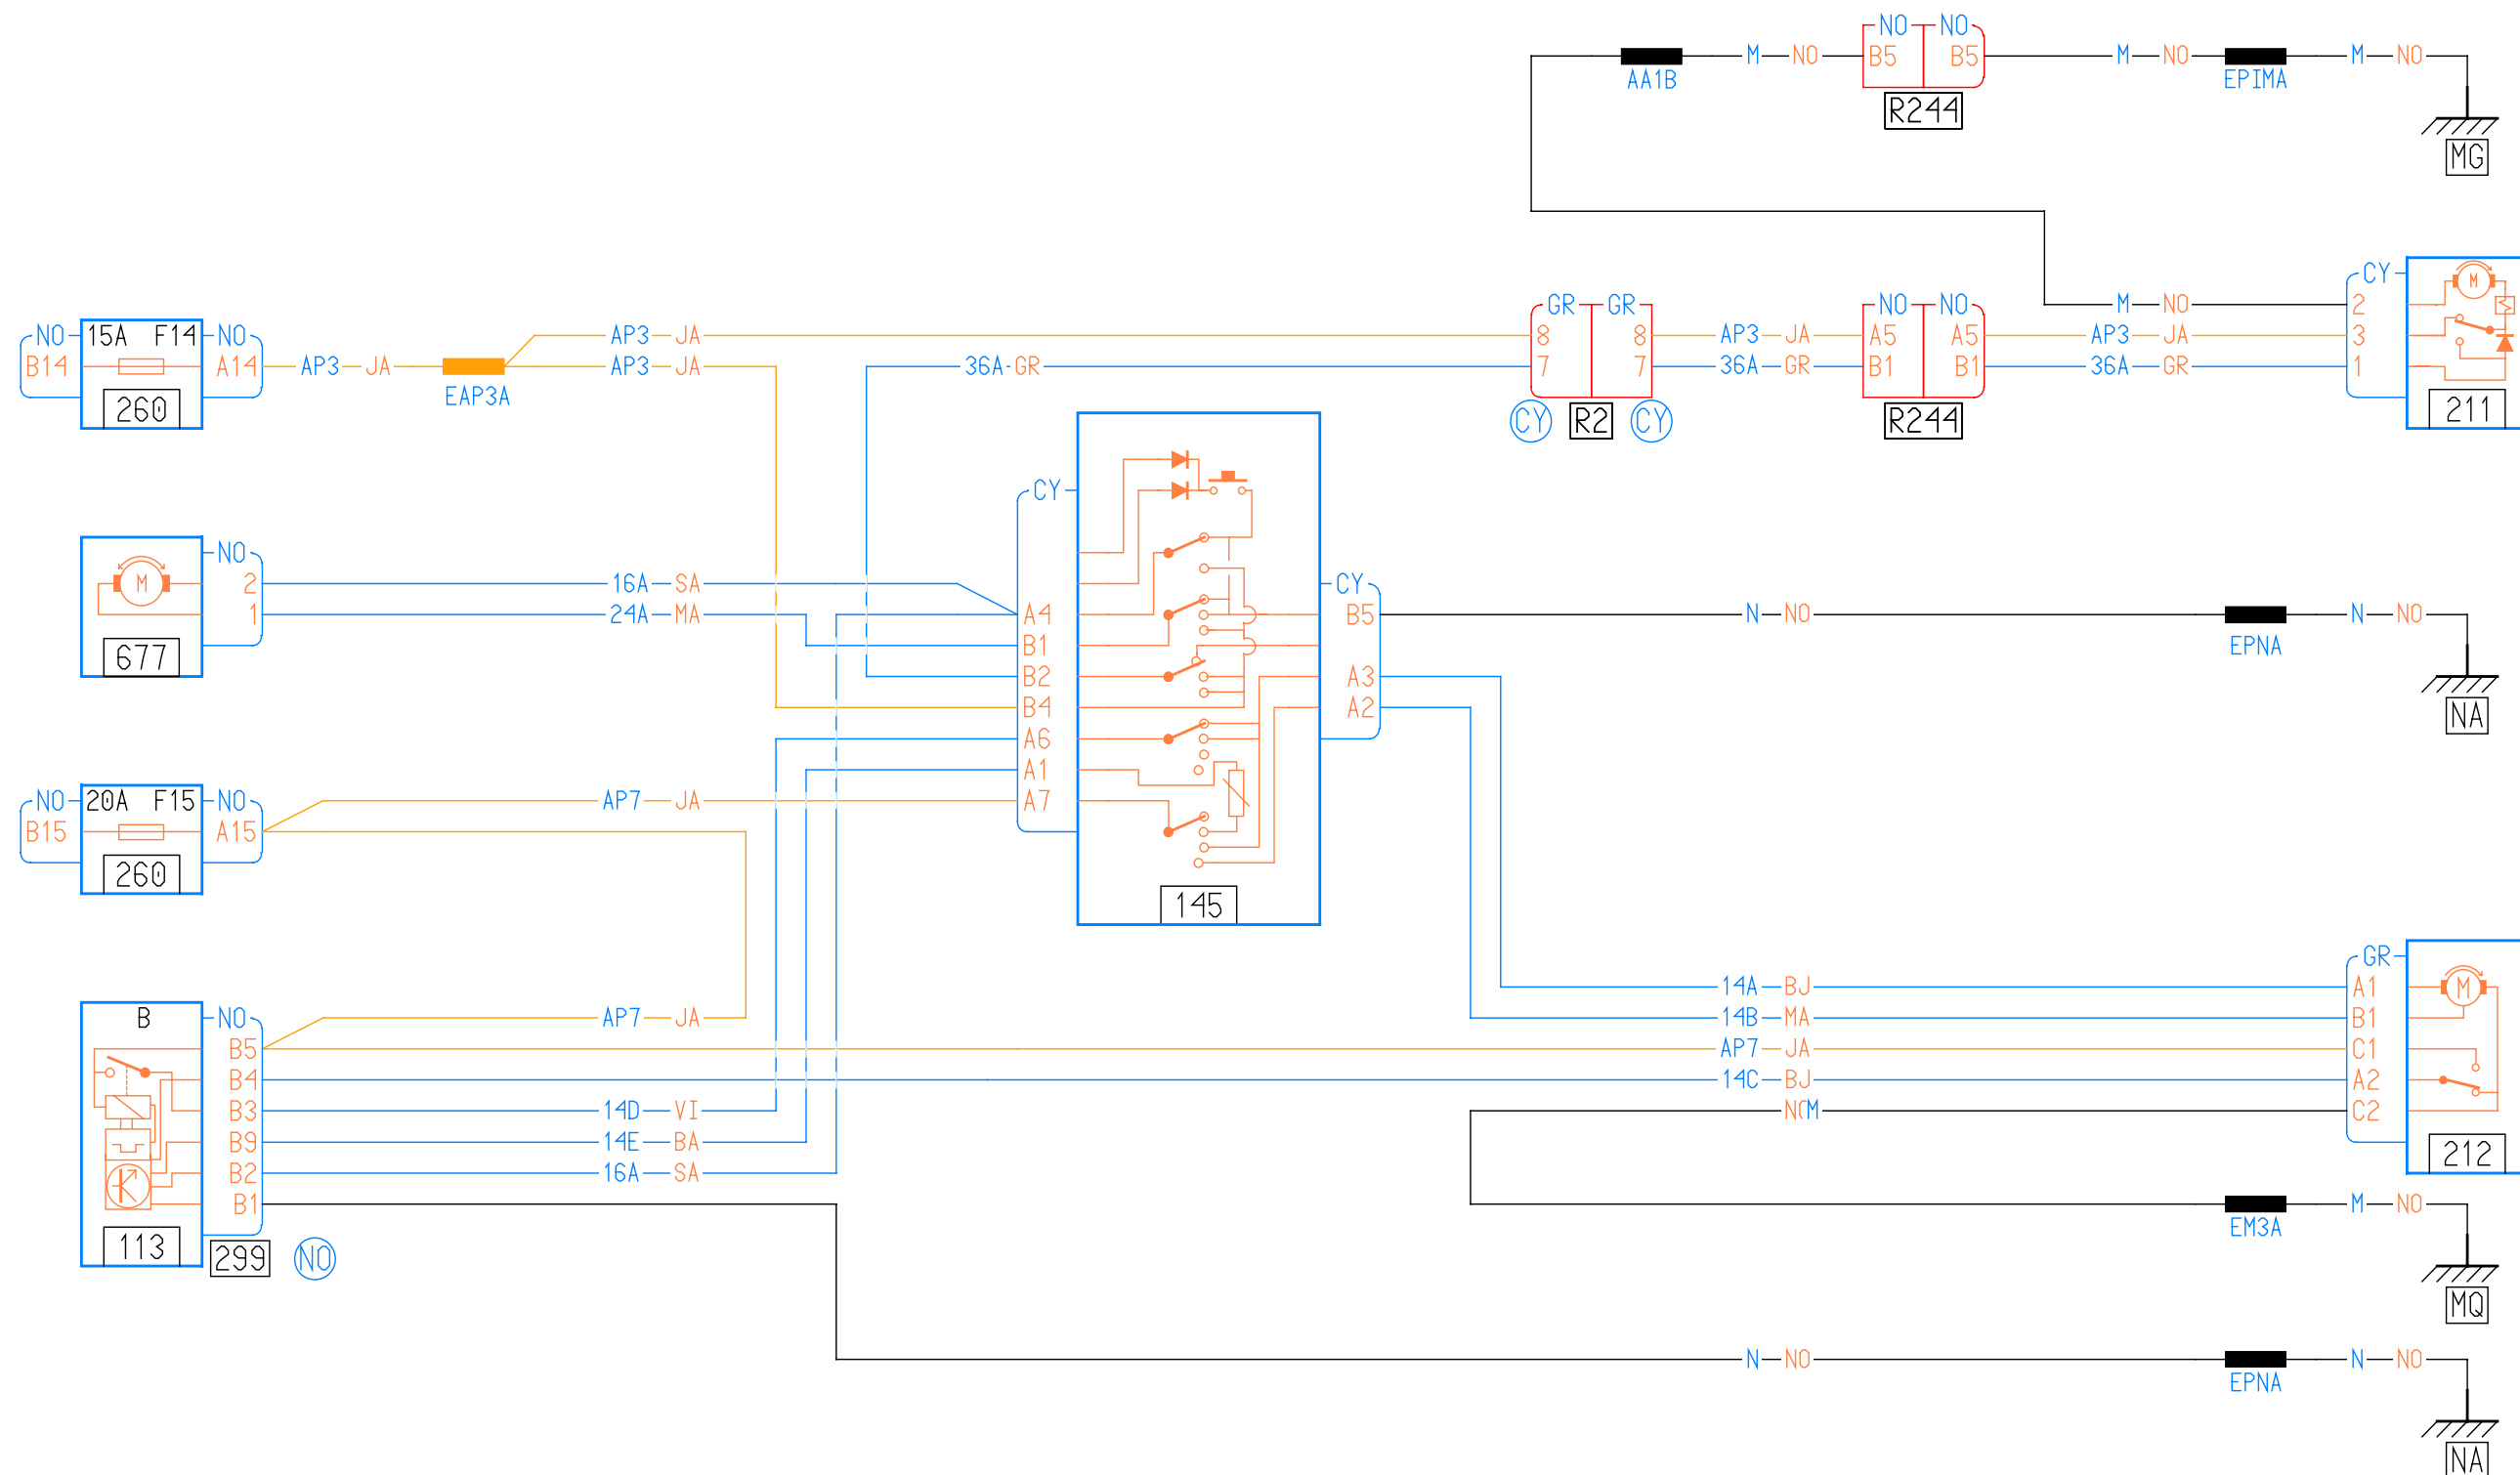 NO NO
AA1B M NO B5 B5 M NO EPIMA M NO
R244
MG
CY
GR GR NO NO M NO 2
NO 15A F14 NO AP3 JA 8 8 AP3 JA A5 A5 AP3 JA 3
B14 A14 AP3 JA EAP3A AP3 JA 36A GR 7 7 36A GR B1 B1 36A GR 1
260 CY R2 CY R244 211
CY
NO
2 16A SA CY
1 24A MA A4 B5 N NO EPNA N NO
677 B1
B2 A3
B4 A2 NA
A6
A1
NO 20A F15 NO AP7 JA A7
B15 A15
260 145
GR
14A BJ A1
B NO AP7 JA 14B MA B1
B5 AP7 JA C1
B4 14C BJ A2
B3 14D VI M C2
B9 14E BA
B2 16A SA 212
B1 EM3A M NO
113 299 NO
MQ
N NO EPNA N NO
NA